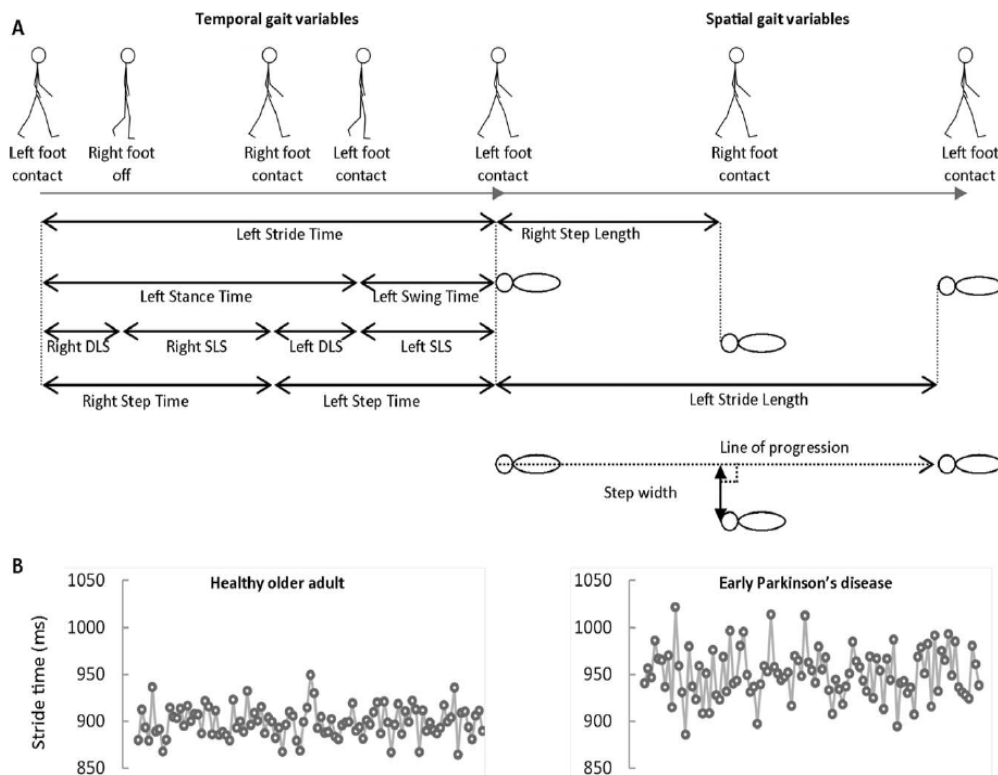 A
Temporal gait variables
Spatial gait variables
Left foot contact
Right foot off
Right foot contact
Left foot contact
Left foot contact
Right foot contact
Left foot contact
Left Stride Time
Right Step Length
Left Stance Time
Left Swing Time
Right DLS
Right SLS
Left DLS
Left SLS
Right Step Time
Left Step Time
Left Stride Length
Line of progression
Step width
B
Healthy older adult
Early Parkinson's disease
Stride time (ms)
1050
1000
950
900
850
1050
1000
950
900
850